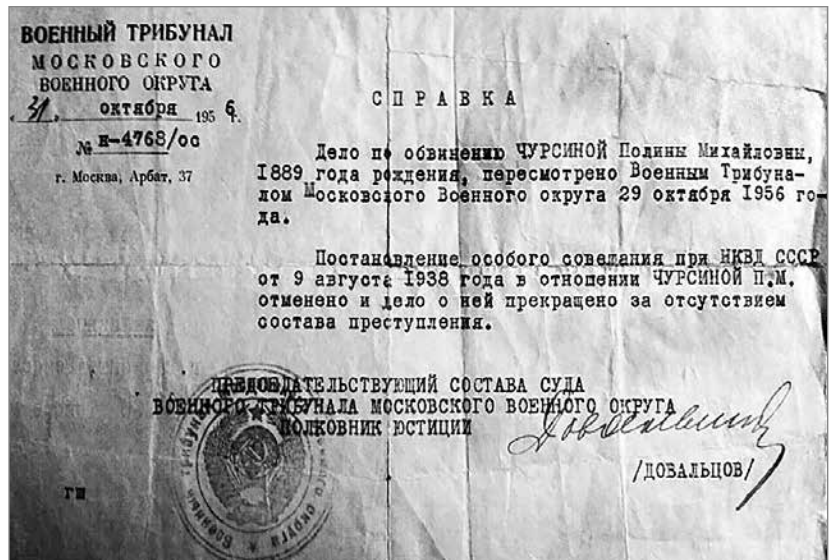 ВОЕННЫЙ ТРИБУНАЛ
МОСКОВСКОГО
ВОЕННОГО ОКРУГА
31 октября 1956 г.
№ н-4768/ос
г. Москва, Арбат, 37
СПРАВКА
Дело по обвинению ЧУРСИНОЙ Полины Михайловны,
1889 года рождения, пересмотрено Военным Трибуна-
лом Московского Военного округа 29 октября 1956 го-
да.
Постановление особого совещания при НКВД СССР
от 9 августа 1938 года в отношении ЧУРСИНОЙ П.М.
отменено и дело о ней прекращено за отсутствием
состава преступления.
ПРЕДСЕДАТЕЛЬСТВУЮЩИЙ СОСТАВА СУДА
ВОЕННОГО ТРИБУНАЛА МОСКОВСКОГО ВОЕННОГО ОКРУГА
ПОЛКОВНИК ЮСТИЦИИ
/ДОВАЛЬЦОВ/
ГШ
Военный трибунал
округа